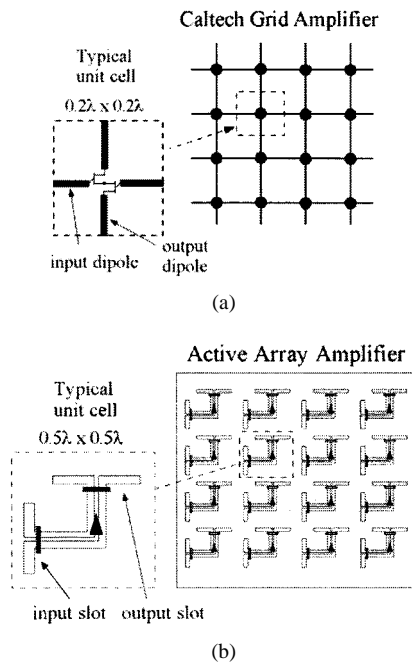 Caltech Grid Amplifier
Typical
unit cell
0.2λ x 0.2λ
input dipole
output
dipole
(a)
Active Array Amplifier
Typical
unit cell
0.5λ x 0.5λ
input slot
output slot
(b)